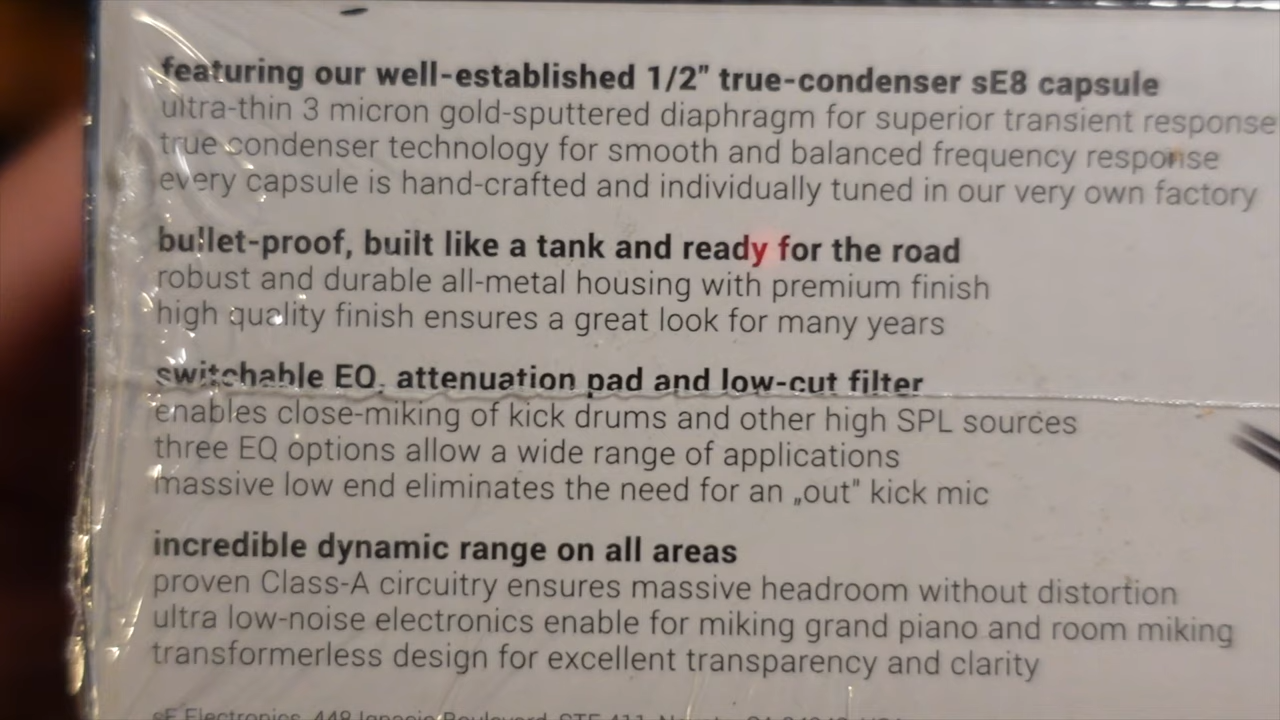 featuring our well-established 1/2" true-condenser sE8 capsule
ultra-thin 3 micron gold-sputtered diaphragm for superior transient response
true condenser technology for smooth and balanced frequency response
every capsule is hand-crafted and individually tuned in our very own factory
bullet-proof, built like a tank and ready for the road
robust and durable all-metal housing with premium finish
high quality finish ensures a great look for many years
switchable EQ, attenuation pad and low-cut filter
enables close-miking of kick drums and other high SPL sources
three EQ options allow a wide range of applications
massive low end eliminates the need for an „out" kick mic
incredible dynamic range on all areas
proven Class-A circuitry ensures massive headroom without distortion
ultra low-noise electronics enable for miking grand piano and room miking
transformerless design for excellent transparency and clarity
sE Electronics, 448 Ignacio Boulevard, STE